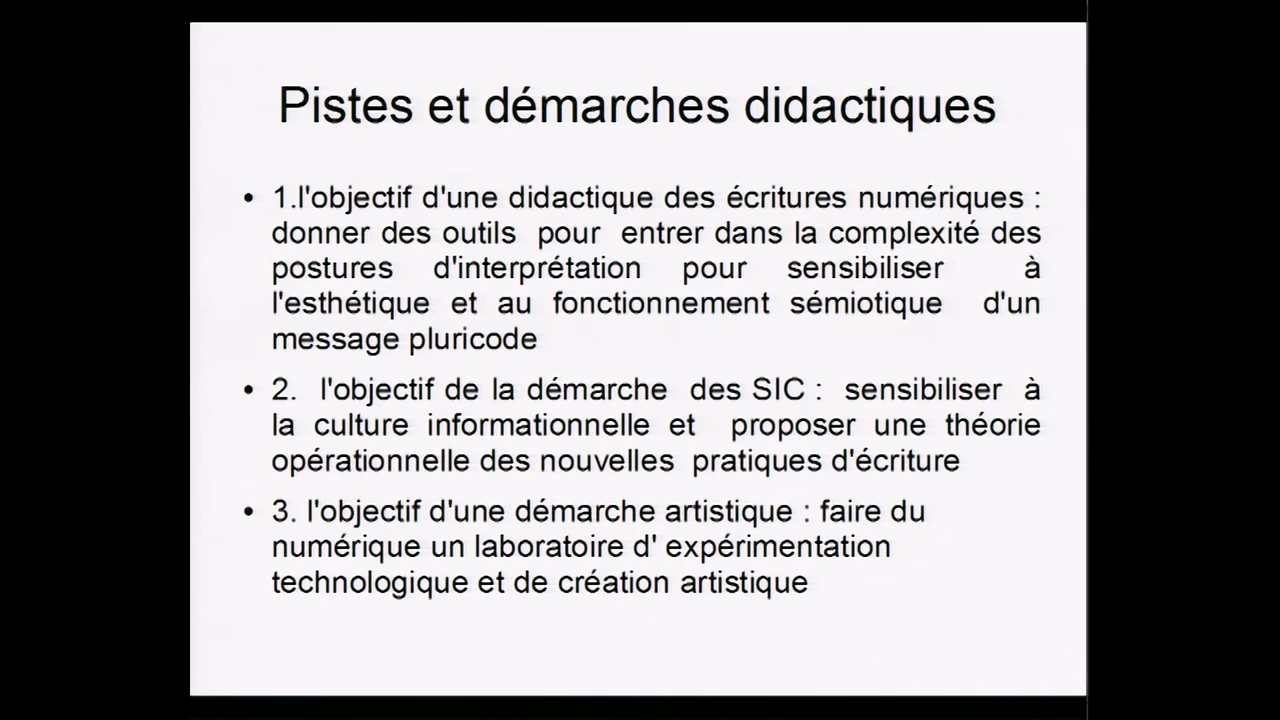 Pistes et démarches didactiques
• 1.l'objectif d'une didactique des écritures numériques :
donner des outils pour entrer dans la complexité des
postures d'interprétation pour sensibiliser à
l'esthétique et au fonctionnement sémiotique d'un
message pluricode
• 2. l'objectif de la démarche des SIC : sensibiliser à
la culture informationnelle et proposer une théorie
opérationnelle des nouvelles pratiques d'écriture
• 3. l'objectif d'une démarche artistique : faire du
numérique un laboratoire d' expérimentation
technologique et de création artistique